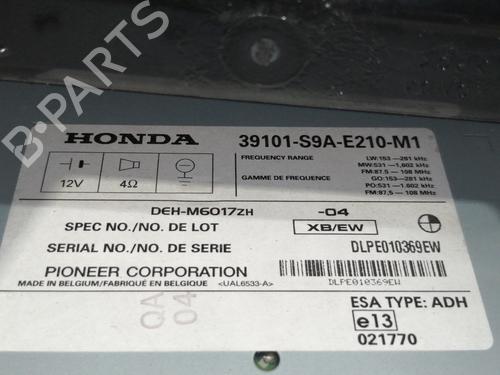 B-PARTS
HONDA 39101-S9A-E210-M1
FREQUENCY RANGE LW:153 — 281 kHz
MW:531 — 1,602 kHz
FM:87.5 — 108 MHz
GAMME DE FREQUENCE GO:153 — 281 kHz
PO:531 — 1.602 kHz
FM:87,5 — 108 MHz
12V 4Ω
DEH-M6017ZH -04
SPEC NO./NO. DE LOT XB/EW
SERIAL NO./NO. DE SERIE DLPE010369EW
PIONEER CORPORATION
MADE IN BELGIUM/FABRIQUÉ EN BELGIQUE <UAL6533-A>
DLPE010369EW
QA
04
ESA TYPE: ADH
e13
021770